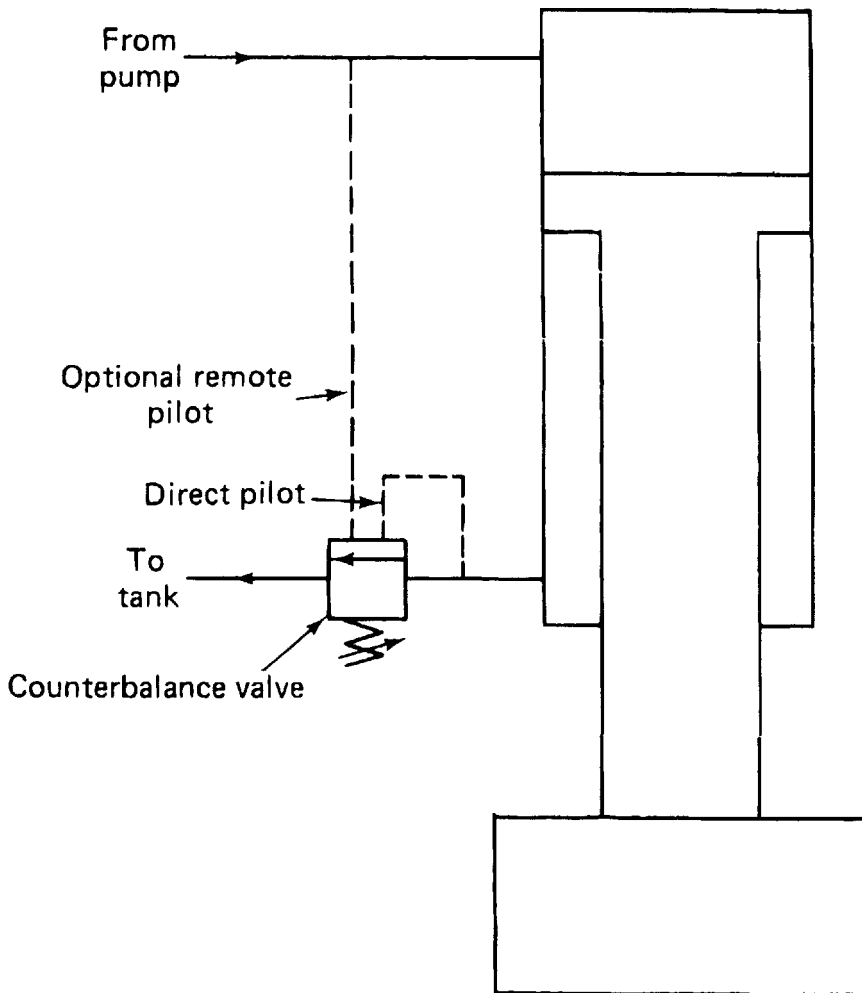 From
pump
Optional remote
pilot
Direct pilot
To
tank
Counterbalance valve